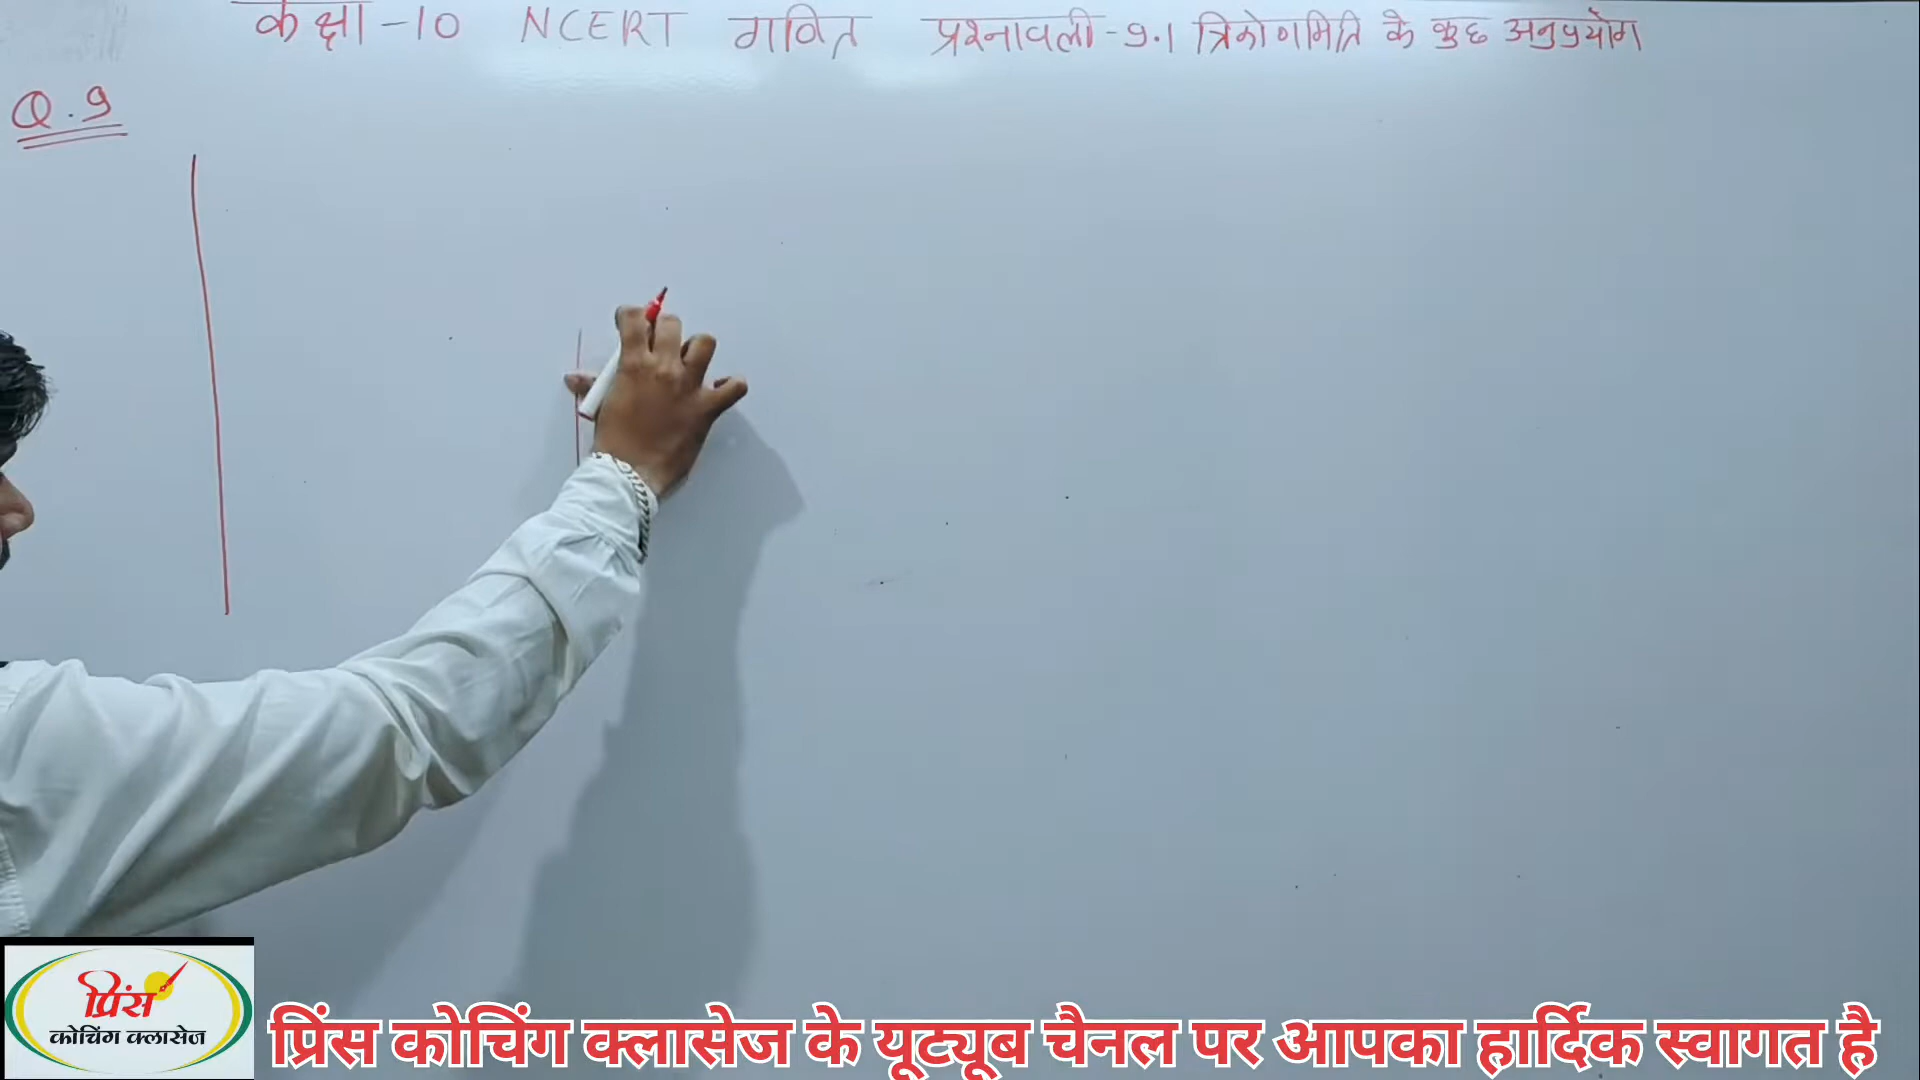 कक्षा -10 NCERT गणित प्रश्नावली-9.1 त्रिकोणमिति के कुछ अनुप्रयोग
Q.9
प्रिंस
कोचिंग क्लासेज
प्रिंस कोचिंग क्लासेज के यूट्यूब चैनल पर आपका हार्दिक स्वागत है